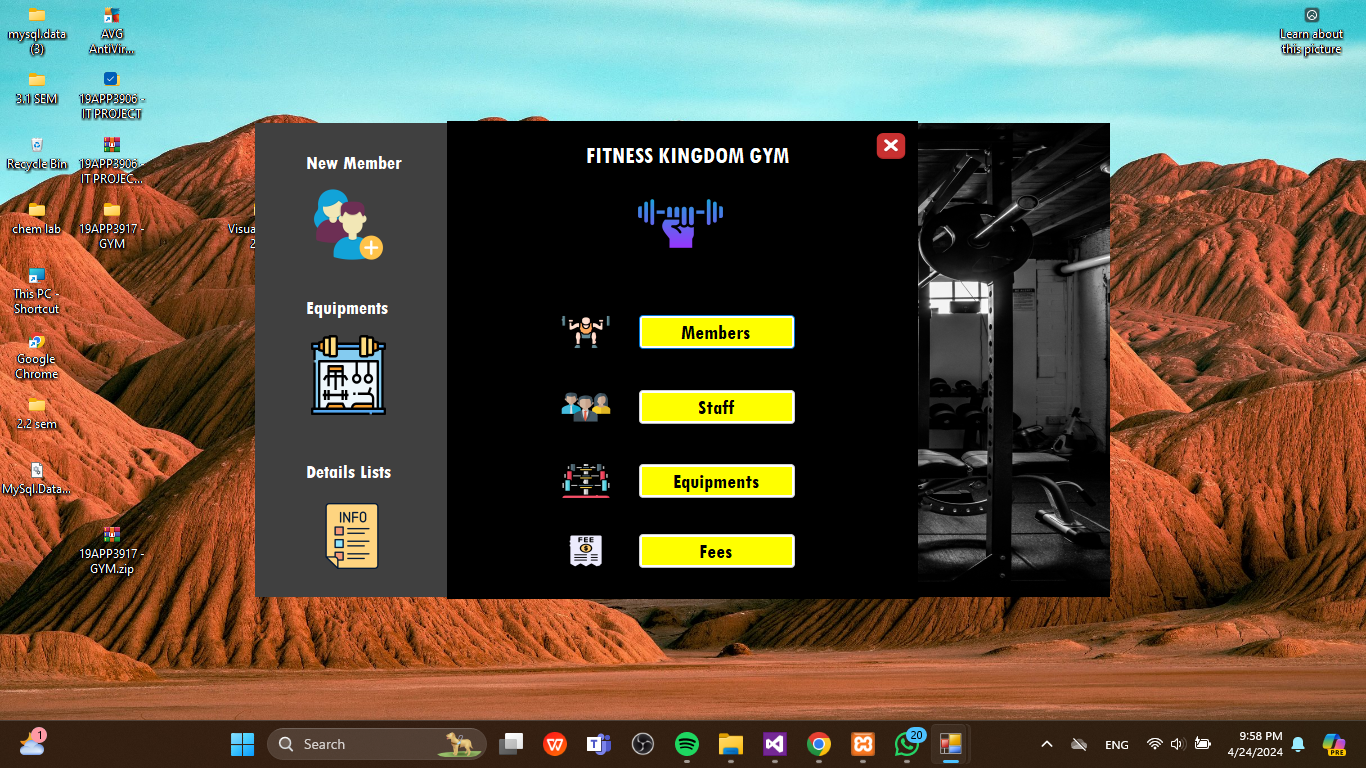 mysql.data
(3)
AVG
AntiVir...
Learn about
this picture
3.1 SEM
19APP3906 -
IT PROJECT
Recycle Bin
19APP3906 -
IT PROJEC...
chem lab
19APP3917 -
GYM
Visua
2
This PC -
Shortcut
Google
Chrome
2.2 sem
MySql.Data...
19APP3917 -
GYM.zip
New Member
Equipments
Details Lists
INFO
FITNESS KINGDOM GYM
Members
Staff
Equipments
FEE
Fees
1
Search
20
ENG
9:58 PM
4/24/2024
PRE